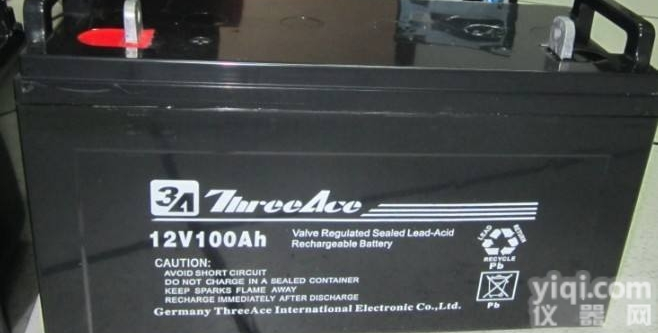 3A ThreeAce
12V100Ah
Valve Regulated Sealed Lead-Acid
Rechargeable Battery
CAUTION:
AVOID SHORT CIRCUIT
DO NOT CHARGE IN A SEALED CONTAINER
KEEP SPARKS FLAME AWAY
RECHARGE IMMEDIATELY AFTER DISCHARGE
Germany ThreeAce International Electronic Co.,Ltd.
LEAD RETURN
RECYCLE
Pb
Pb
yiqi.com
仪器网